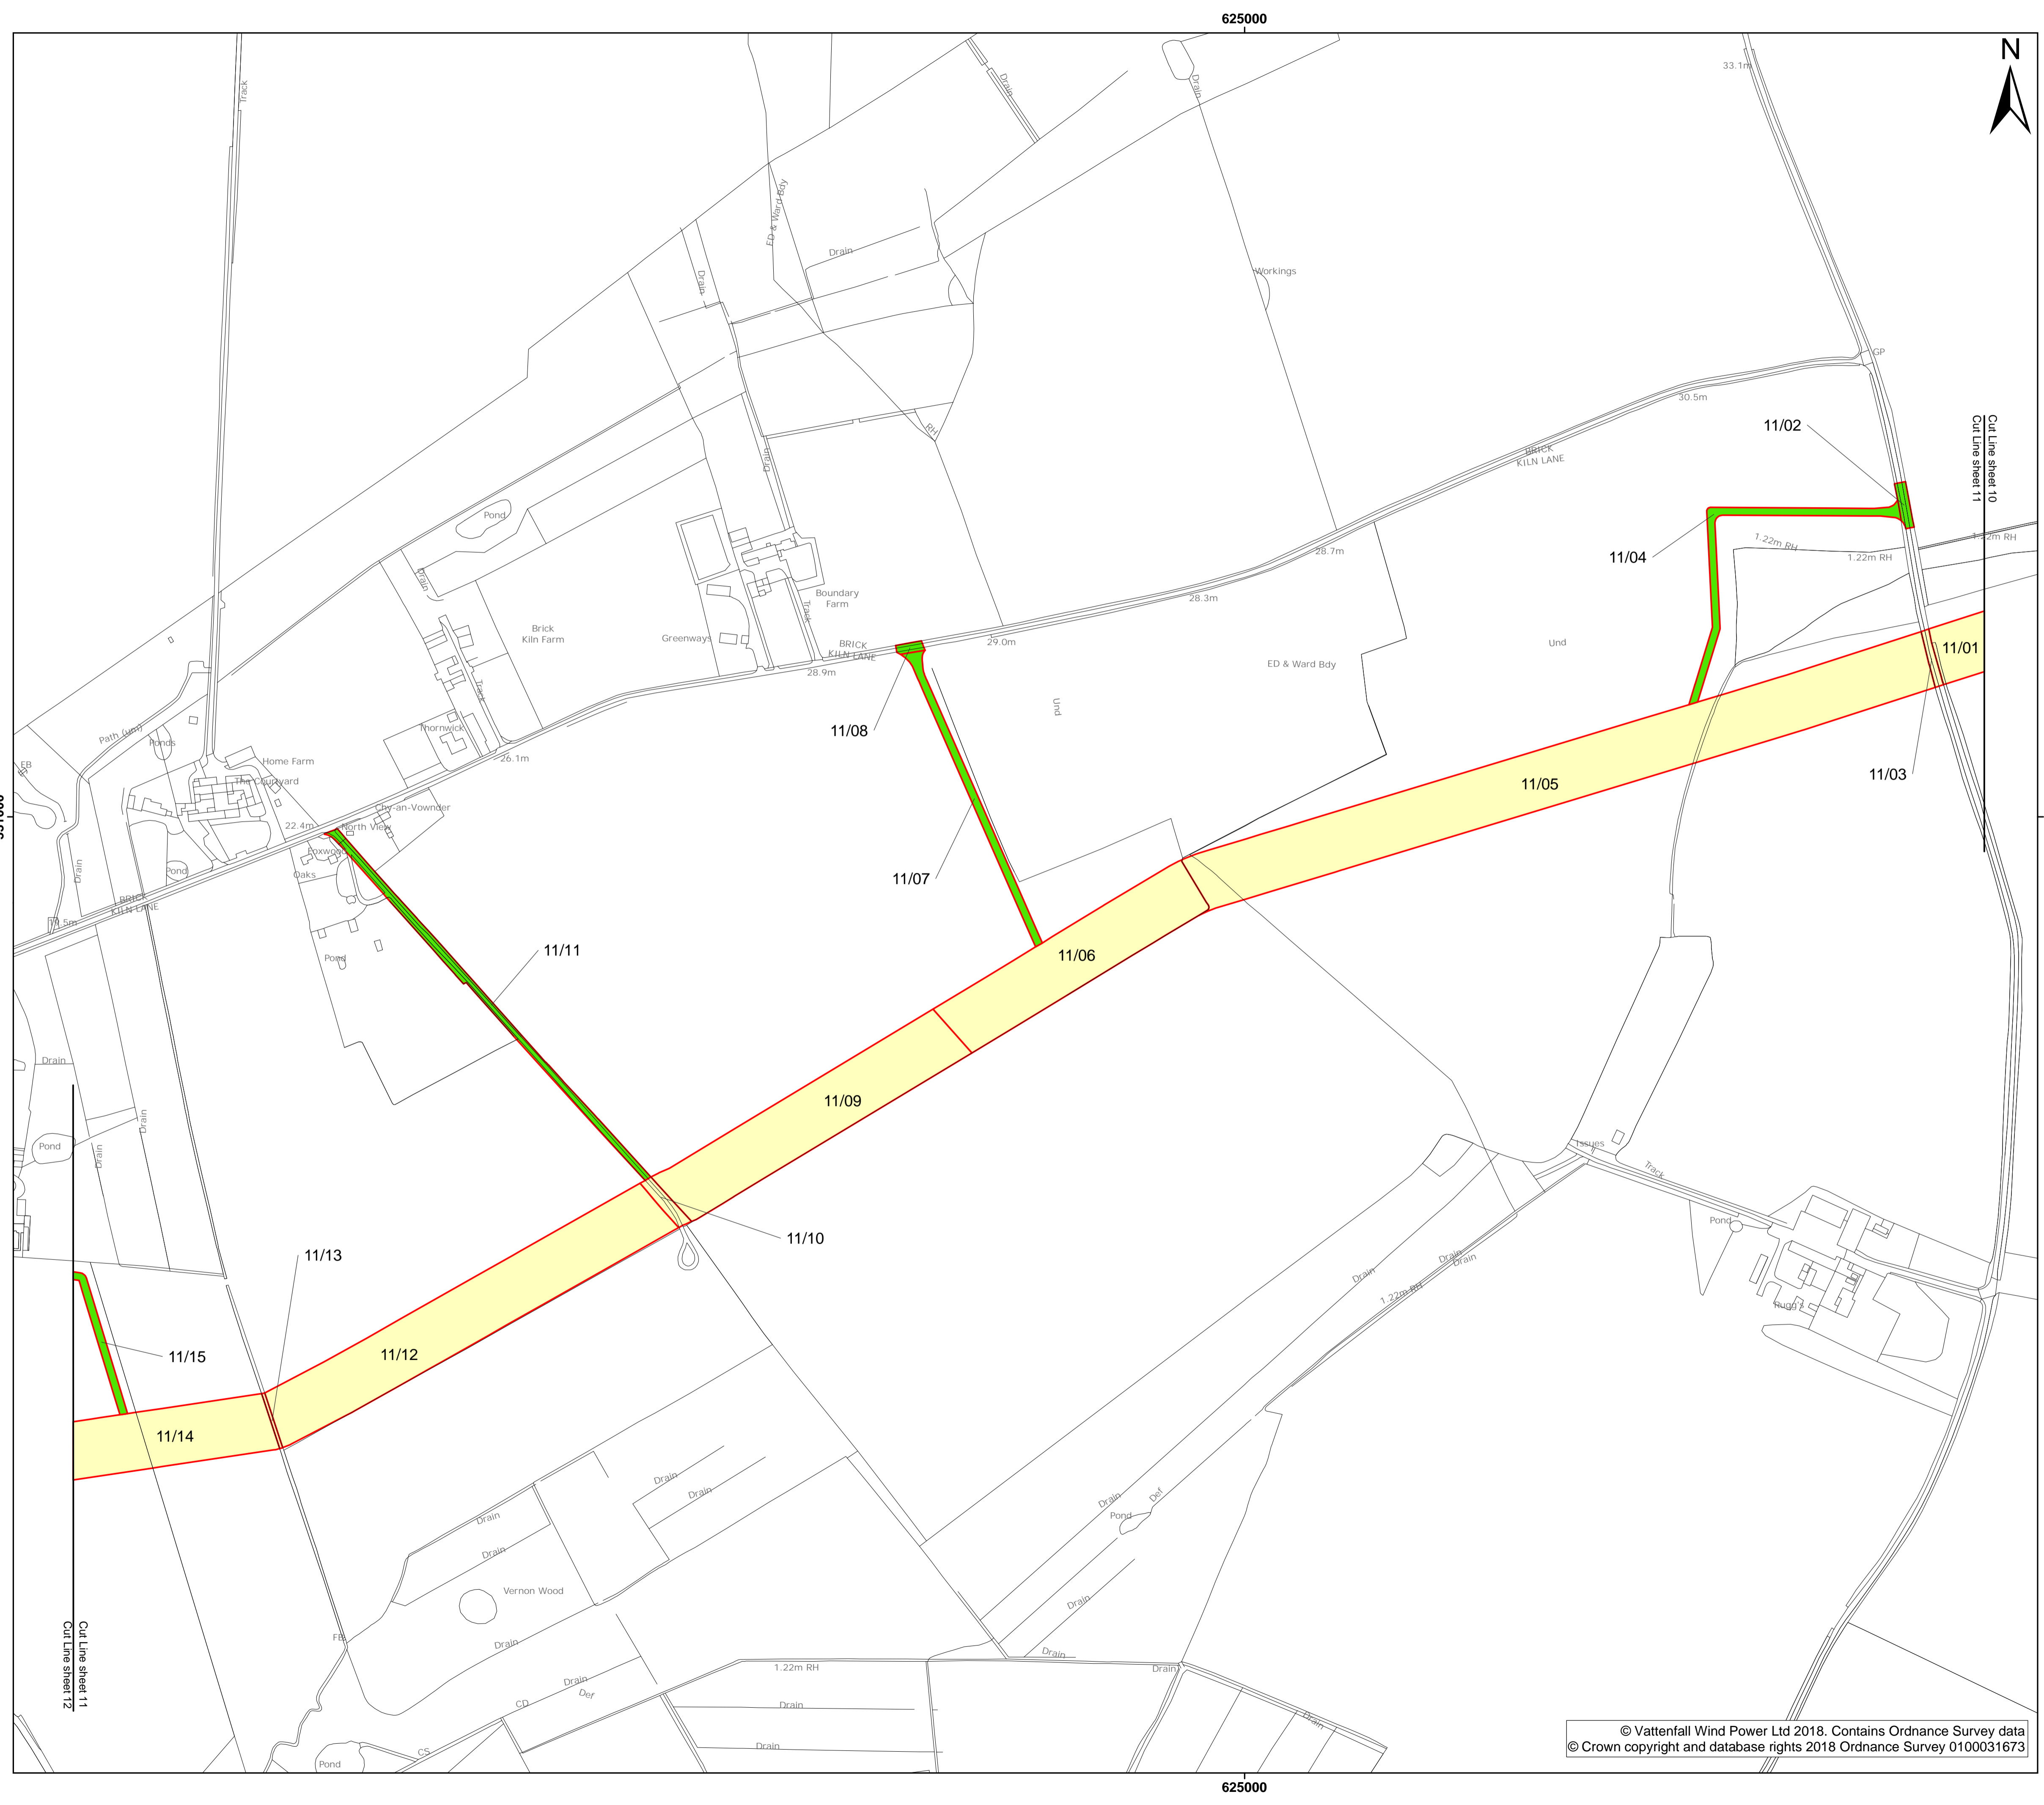 625000
N
33.1m
Track
Drain
Drain
ED & Ward Bdy
Drain
Drain
Workings
GP
30.5m
11/02
Cut Line sheet 10
Cut Line sheet 11
RH
Drain
BRICK
KILN LANE
Pond
1.22m RH
1.22m RH
1.22m RH
28.7m
11/04
Drain
Boundary
Farm
Track
28.3m
Brick
Kiln Farm
Greenways
BRICK
KILN LANE
29.0m
28.9m
Und
ED & Ward Bdy
11/01
Track
Und
11/08
Thornwick
Path (um)
Ponds
26.1m
EB
Home Farm
The Courtyard
11/03
11/05
Chy-an-Vownder
22.4m
North View
Foxwood
Oaks
Pond
Drain
11/07
BRICK
KILN LANE
11/11
11/06
Pond
Drain
11/09
Drain
Drain
Pond
Issues
Track
Pond
11/10
11/13
Drain
Drain
Drain
1.22m RH
Rugg's
11/12
11/15
11/14
Drain
Drain
Drain
Drain
Drain
Def
Pond
Vernon Wood
Drain
FB
Drain
Drain
Drain
1.22m RH
Drain
Def
CD
Drain
Drain
Drain
CS
Pond
Cut Line sheet 11
Cut Line sheet 12
© Vattenfall Wind Power Ltd 2018. Contains Ordnance Survey data
© Crown copyright and database rights 2018 Ordnance Survey 0100031673
625000